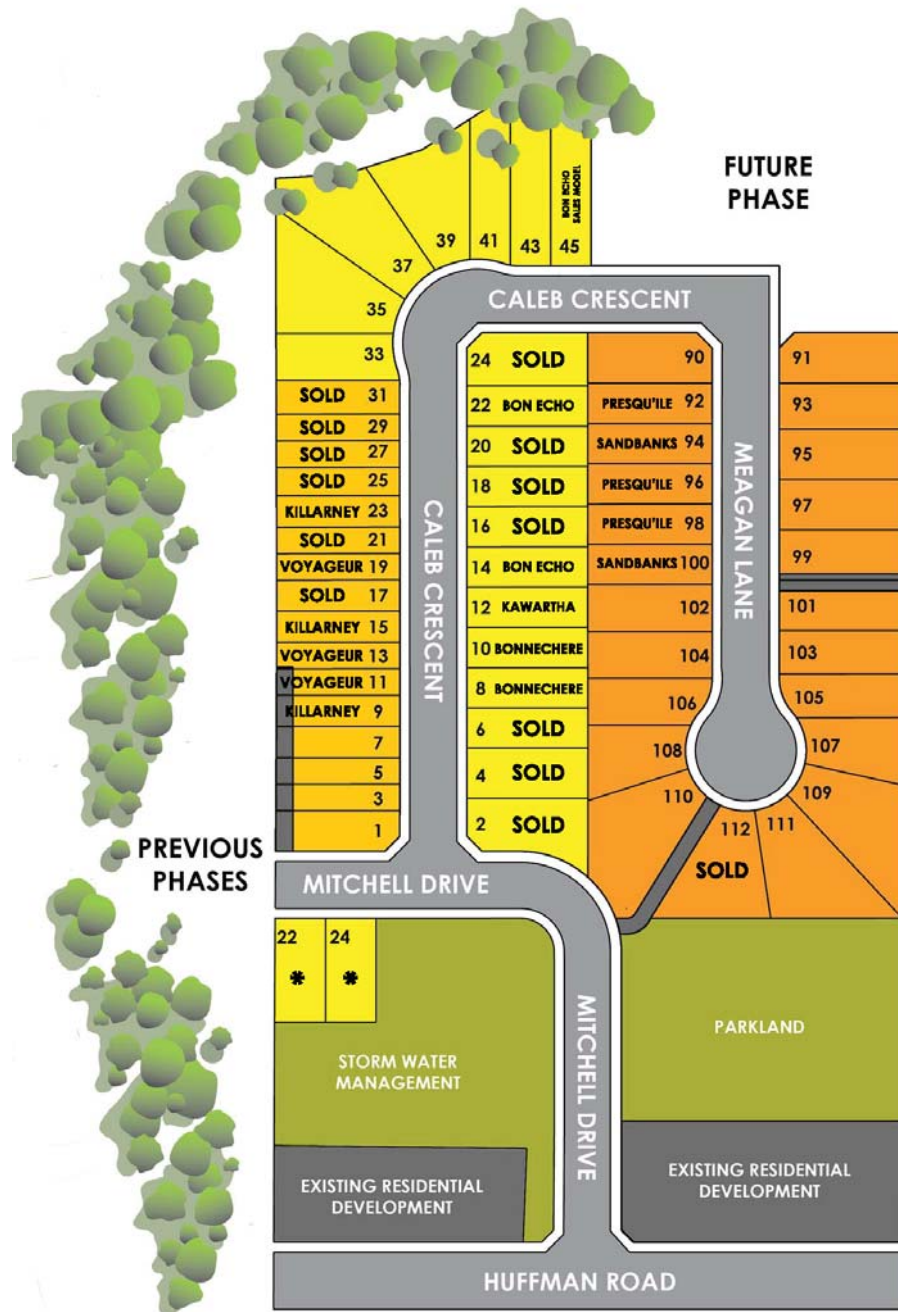 FUTURE
PHASE
BON ECHO
SALES MODEL
39
41
43
45
37
35
33
CALEB CRESCENT
SOLD 31
SOLD 29
SOLD 27
SOLD 25
KILLARNEY 23
SOLD 21
VOYAGEUR 19
SOLD 17
KILLARNEY 15
VOYAGEUR 13
VOYAGEUR 11
KILLARNEY 9
7
5
3
1
CALEB CRESCENT
24 SOLD
22 BON ECHO
20 SOLD
18 SOLD
16 SOLD
14 BON ECHO
12 KAWARTHA
10 BONNECHERE
8 BONNECHERE
6 SOLD
4 SOLD
2 SOLD
90
PRESQU'ILE 92
SANDBANKS 94
PRESQU'ILE 96
PRESQU'ILE 98
SANDBANKS 100
102
104
106
108
110
112
SOLD
111
109
107
MEAGAN LANE
91
93
95
97
99
101
103
105
PREVIOUS
PHASES
MITCHELL DRIVE
22
24
*
*
STORM WATER
MANAGEMENT
MITCHELL DRIVE
PARKLAND
EXISTING RESIDENTIAL
DEVELOPMENT
EXISTING RESIDENTIAL
DEVELOPMENT
HUFFMAN ROAD